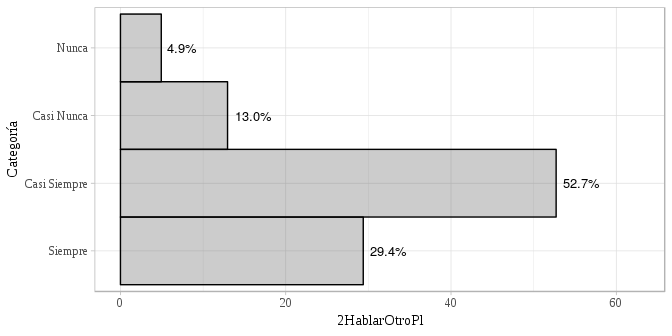 Nunca
4.9%
Casi Nunca
13.0%
Casi Siempre
52.7%
Siempre
29.4%
Categoría
0
20
40
60
2HablarOtroPl